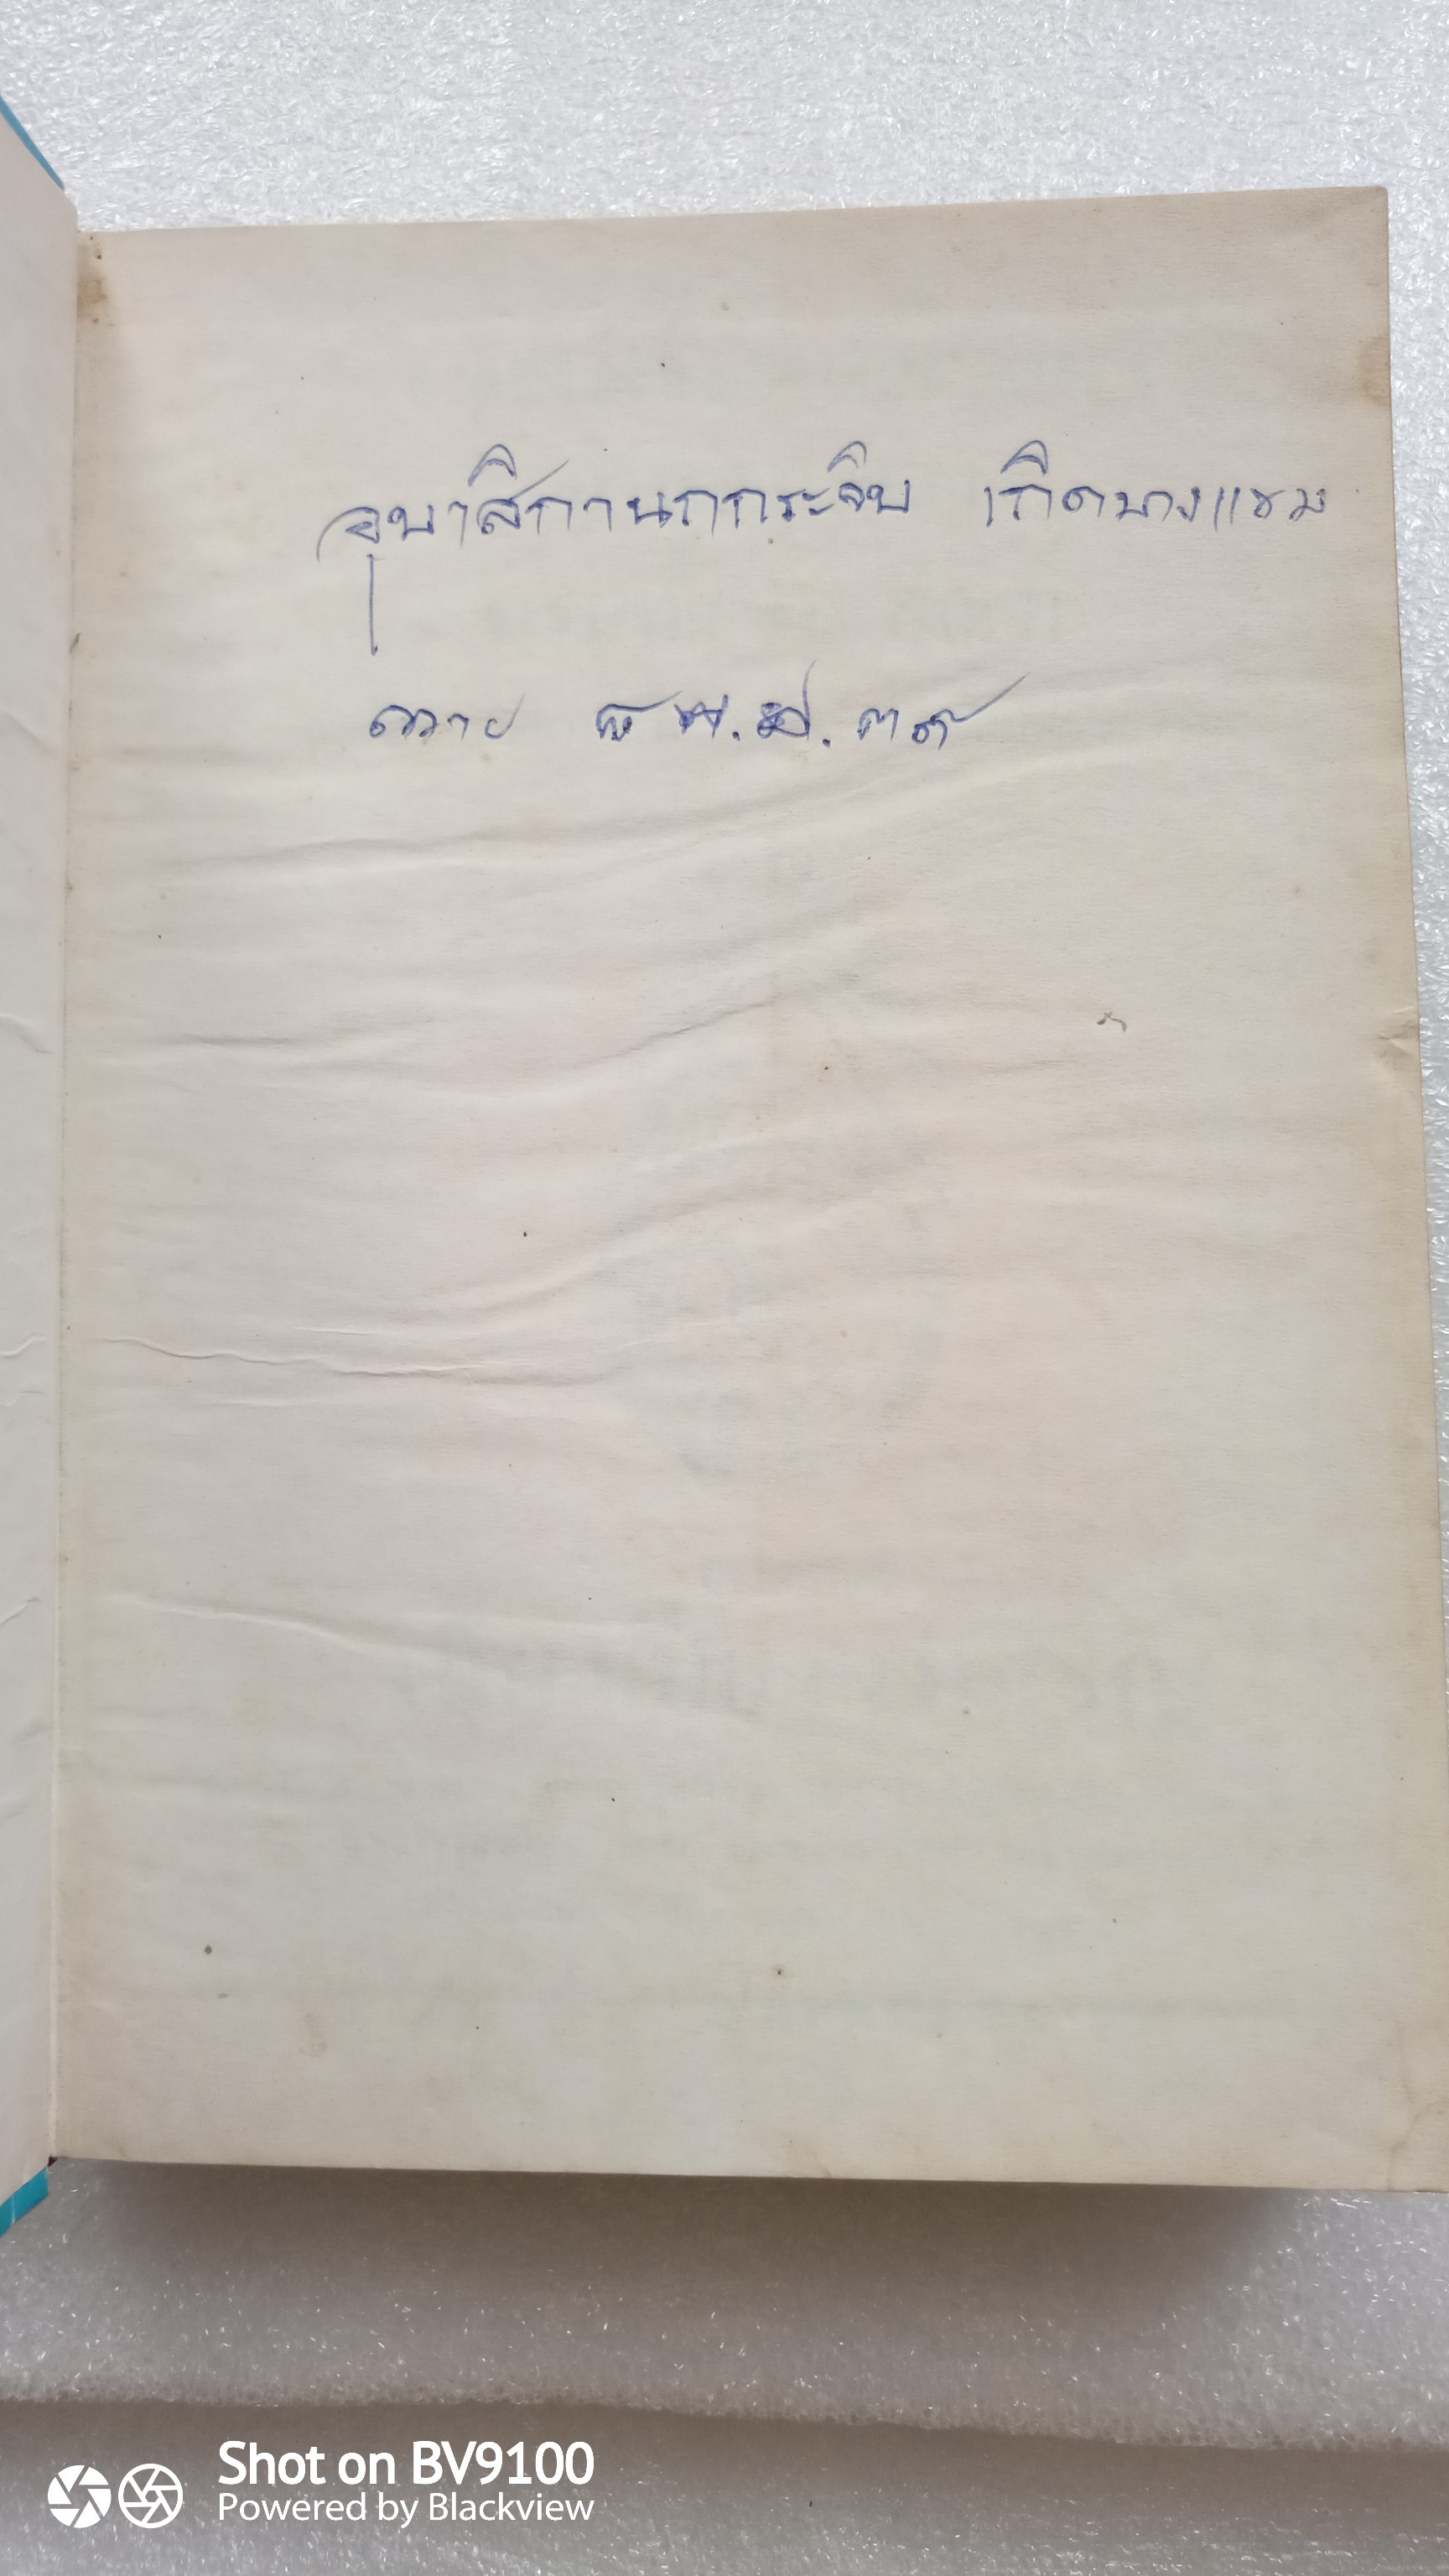 อุบาสิกานกกระจิบ เกิดบางแขม
ถวาย ๕ พ.ย. ๓๙
Shot on BV9100
Powered by Blackview